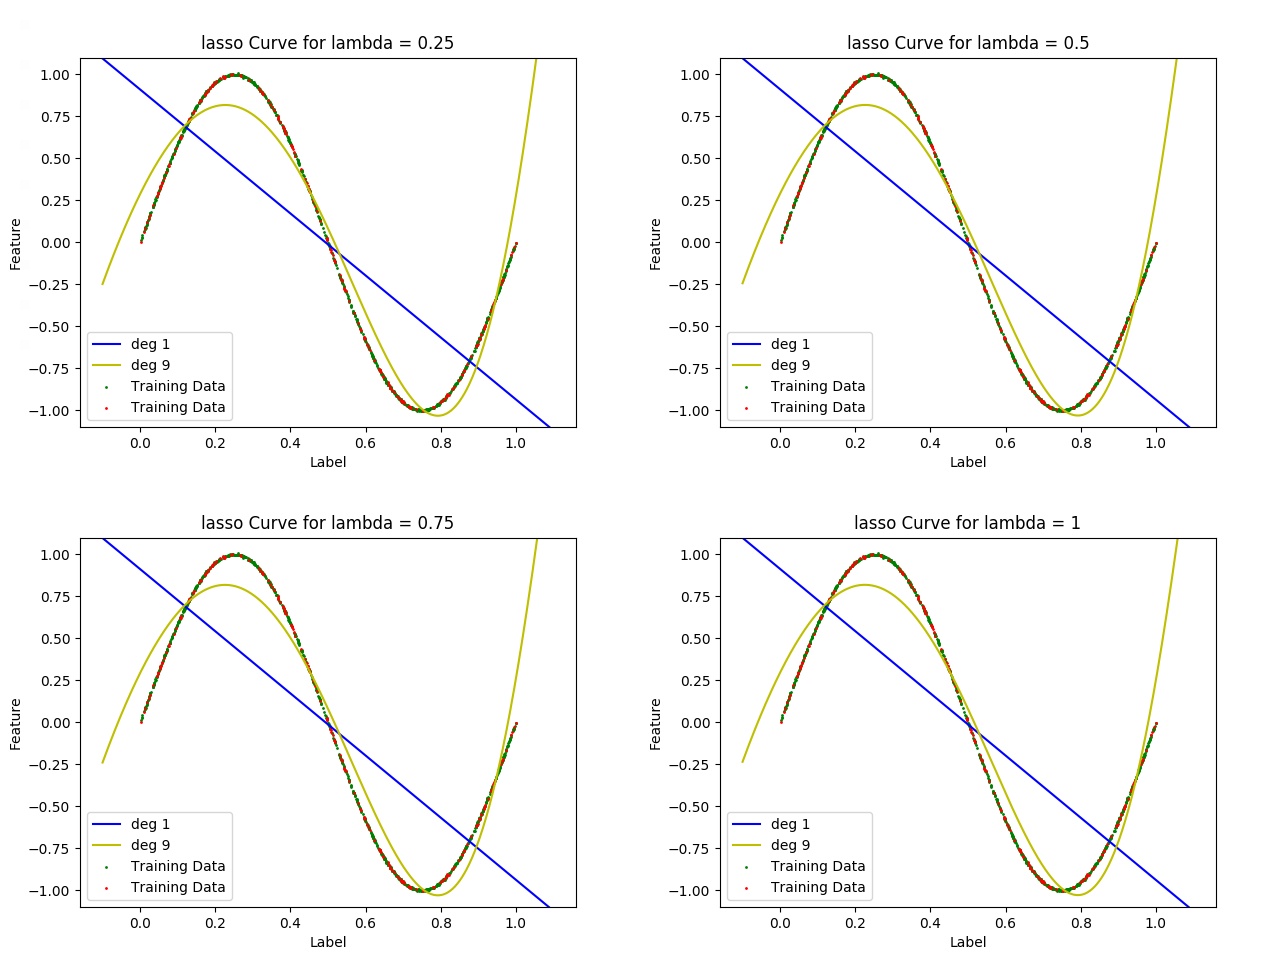 lasso Curve for lambda = 0.25
Feature
1.00
0.75
0.50
0.25
0.00
−0.25
−0.50
−0.75
−1.00
deg 1
deg 9
Training Data
Training Data
0.0 0.2 0.4 0.6 0.8 1.0
Label
lasso Curve for lambda = 0.5
Feature
1.00
0.75
0.50
0.25
0.00
−0.25
−0.50
−0.75
−1.00
deg 1
deg 9
Training Data
Training Data
0.0 0.2 0.4 0.6 0.8 1.0
Label
lasso Curve for lambda = 0.75
Feature
1.00
0.75
0.50
0.25
0.00
−0.25
−0.50
−0.75
−1.00
deg 1
deg 9
Training Data
Training Data
0.0 0.2 0.4 0.6 0.8 1.0
Label
lasso Curve for lambda = 1
Feature
1.00
0.75
0.50
0.25
0.00
−0.25
−0.50
−0.75
−1.00
deg 1
deg 9
Training Data
Training Data
0.0 0.2 0.4 0.6 0.8 1.0
Label